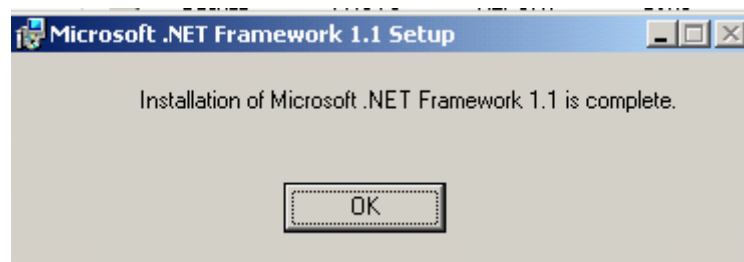 Microsoft .NET Framework 1.1 Setup
Installation of Microsoft .NET Framework 1.1 is complete.
OK